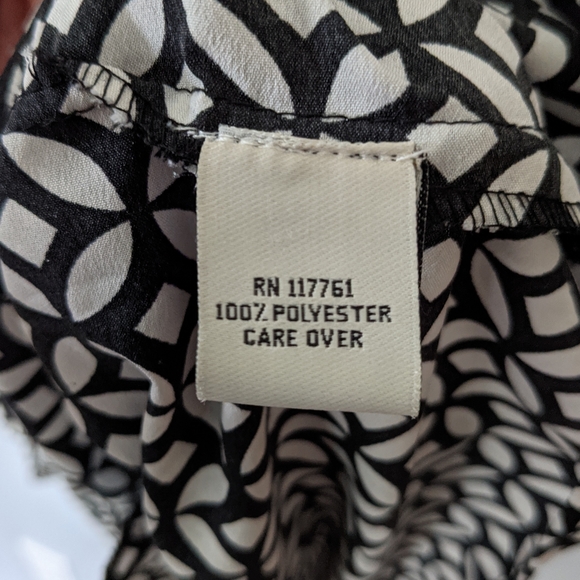 RN 117761
100% POLYESTER
CARE OVER